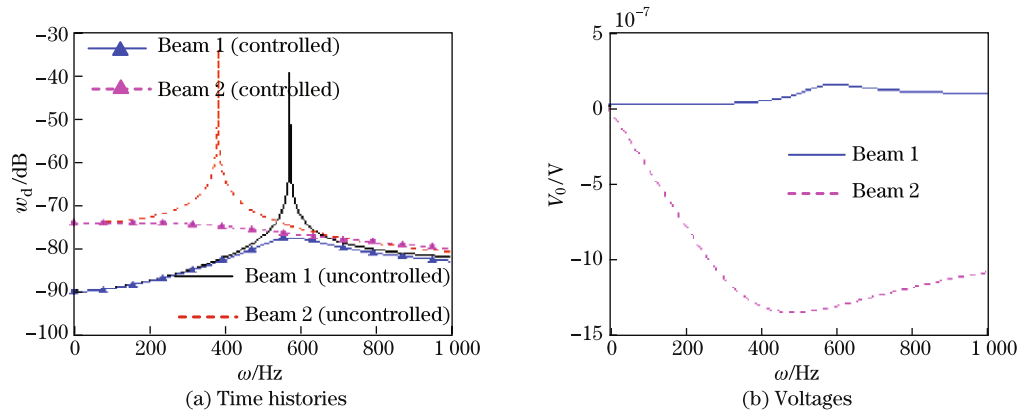 −30
−40
−50
−60
−70
−80
−90
−100
w_d/dB
Beam 1 (controlled)
Beam 2 (controlled)
Beam 1 (uncontrolled)
Beam 2 (uncontrolled)
0 200 400 600 800 1 000
ω/Hz
(a) Time histories
×10⁻⁷
5
0
−5
−10
−15
V₀/V
Beam 1
Beam 2
0 200 400 600 800 1 000
ω/Hz
(b) Voltages